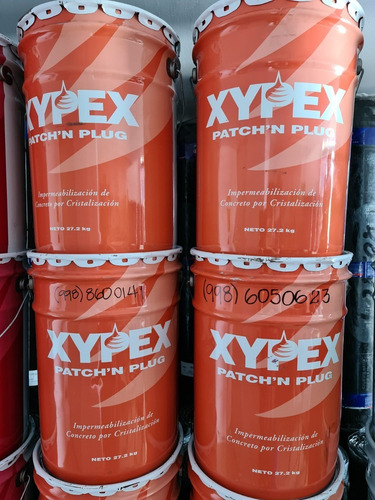 XYPEX
PATCH'N PLUG
Impermeabilización de
Concreto por Cristalización
NETO 27.2 kg
XYPEX
PATCH'N PLUG
Impermeabilización de
Concreto por Cristalización
NETO 27.2 kg
(998) 8600141
XYPEX
PATCH'N PLUG
Impermeabilización de
Concreto por Cristalización
NETO 27.2 kg
(998) 6050623
XYPEX
PATCH'N PLUG
Impermeabilización de
Concreto por Cristalización
NETO 27.2 kg